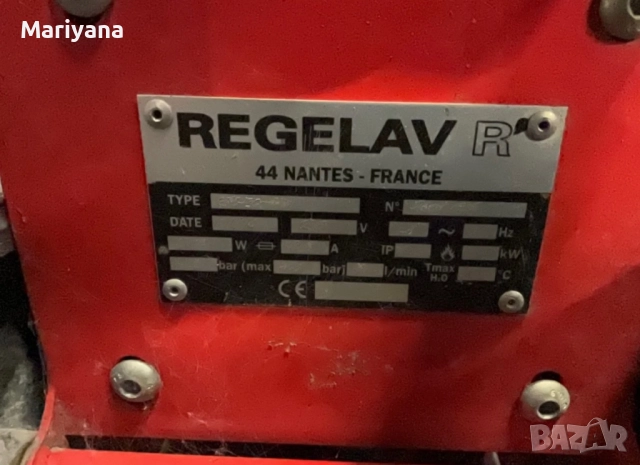 Mariyana
REGELAV R
44 NANTES - FRANCE
TYPE N°
DATE V ~ Hz
W A IP kW
bar (max bar) l/min Tmax °C
H₂O
CE
BAZAR